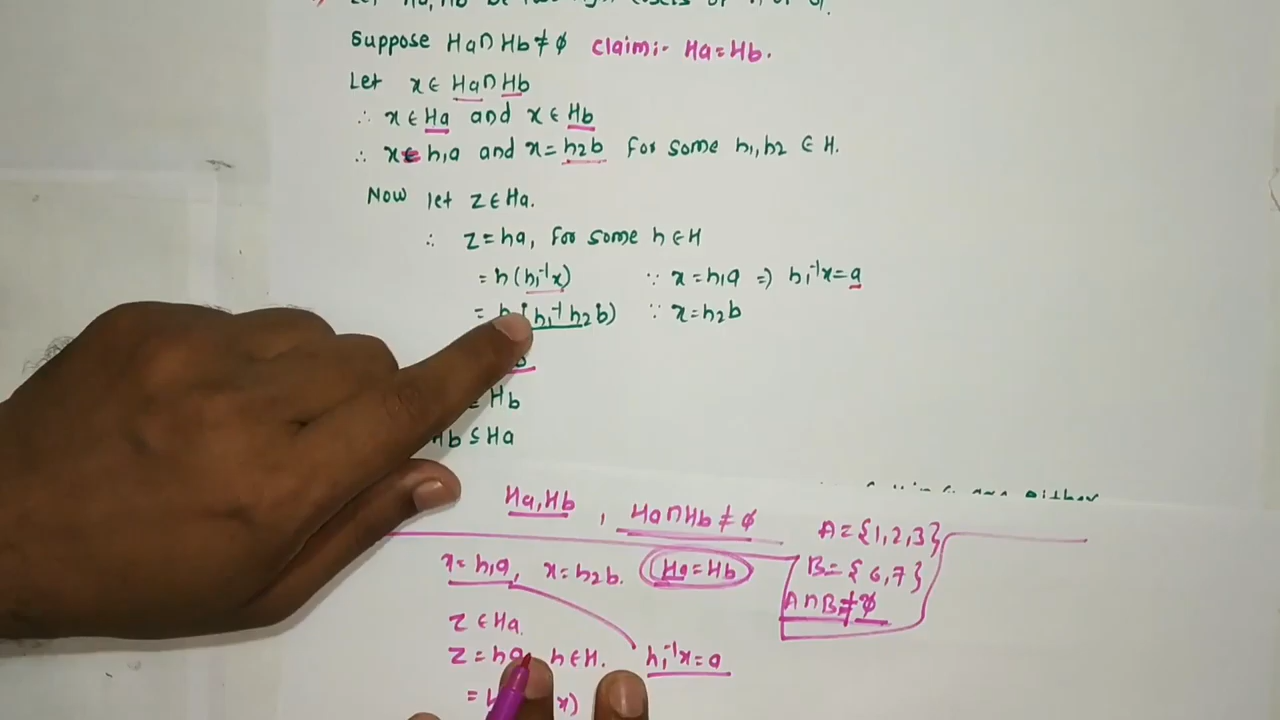 Suppose Ha∩Hb≠φ claim:- Ha=Hb.
Let x∈ Ha∩Hb
∴ x∈Ha and x∈Hb
∴ x= h₁a and x= h₂b for some h₁,h₂ ∈ H.
Now let z∈Ha.
∴ z=ha, for some h∈H
= h(h₁⁻¹x) ∵ x=h₁a => h₁⁻¹x=a
= h(h₁⁻¹h₂b) ∵ x=h₂b
b
Hb
Hb⊆Ha
either
Ha,Hb , Ha∩Hb≠φ
A={1,2,3}
x=h₁a, x=h₂b. Ha=Hb
B={6,7}
A∩B≠φ
z∈Ha.
z=ha h∈H. h₁⁻¹x=a
= x)